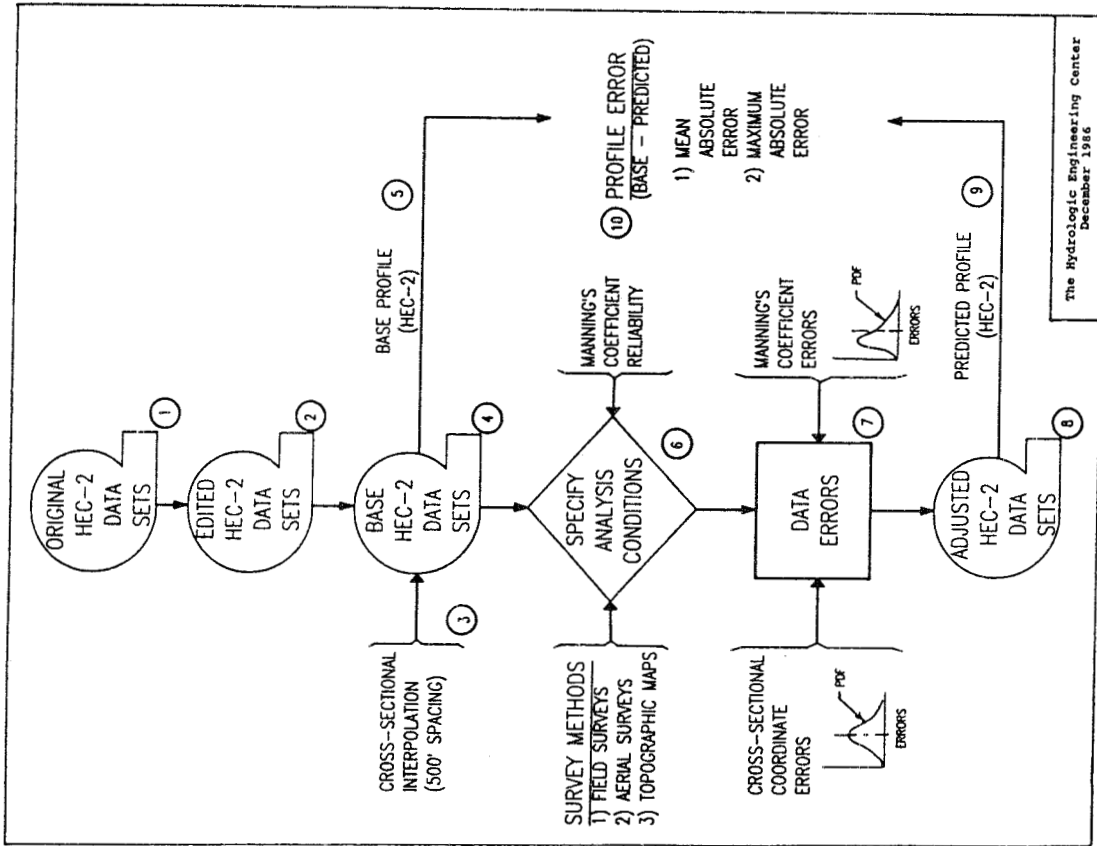 ORIGINAL
HEC-2
DATA
SETS
1
EDITED
HEC-2
DATA
SETS
2
CROSS-SECTIONAL
INTERPOLATION
(500' SPACING)
3
BASE
HEC-2
DATA
SETS
4
BASE PROFILE
(HEC-2)
5
SURVEY METHODS
1) FIELD SURVEYS
2) AERIAL SURVEYS
3) TOPOGRAPHIC MAPS
SPECIFY
ANALYSIS
CONDITIONS
6
MANNING'S
COEFFICIENT
RELIABILITY
10 PROFILE ERROR
(BASE - PREDICTED)
1) MEAN
ABSOLUTE
ERROR
2) MAXIMUM
ABSOLUTE
ERROR
CROSS-SECTIONAL
COORDINATE
ERRORS
PDF
ERRORS
DATA
ERRORS
7
MANNING'S
COEFFICIENT
ERRORS
PDF
ERRORS
ADJUSTED
HEC-2
DATA
SETS
8
PREDICTED PROFILE
(HEC-2)
9
The Hydrologic Engineering Center
December 1986